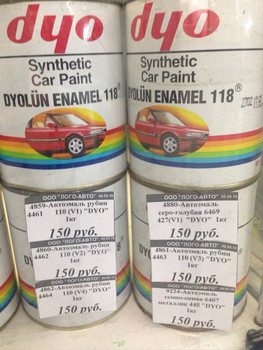 dyo
Synthetic
Car Paint
DYOLÜN ENAMEL 118®
dyo
Synthetic
Car Paint
DYOLÜN ENAMEL 118®
ООО "ЛОГО-АВТО"
4859-Автоэмаль рубин
4461 110 (V1) "DYO"
1кг
150 руб.
ООО "ЛОГО-АВТО"
4860-Автоэмаль рубин
4462 110 (V2) "DYO"
1кг
150 руб.
ООО "ЛОГО-АВТО"
4862-Автоэмаль рубин
4464 110 (V4) "DYO"
1кг
150 руб.
ООО "ЛОГО-АВТО"
4880-Автоэмаль
серо-голубая 6469
427(V1) "DYO" 1кг
150 руб.
ООО "ЛОГО-АВТО"
4861-Автоэмаль рубин
4463 110 (V3) "DYO"
1кг
150 руб.
ООО "ЛОГО-АВТО"
9224-Автоэмаль
темно-синяя 6407
металлик 445 "DYO"
1кг
150 руб.